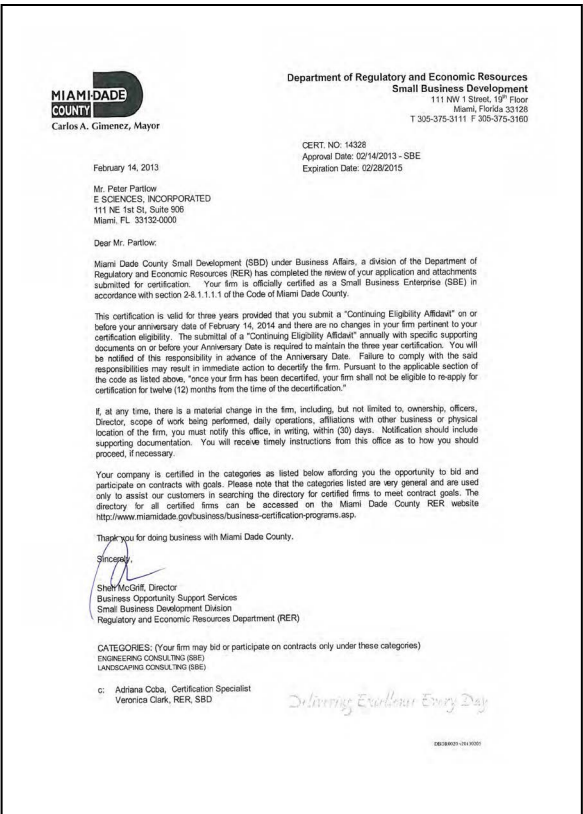 MIAMI-DADE
COUNTY
Carlos A. Gimenez, Mayor
Department of Regulatory and Economic Resources
Small Business Development
111 NW 1 Street, 19th Floor
Miami, Florida 33128
T 305-375-3111 F 305-375-3160
CERT. NO: 14328
Approval Date: 02/14/2013 - SBE
Expiration Date: 02/28/2015
February 14, 2013
Mr. Peter Partlow
E SCIENCES, INCORPORATED
111 NE 1st St, Suite 906
Miami, FL 33132-0000
Dear Mr. Partlow:
Miami Dade County Small Development (SBD) under Business Affairs, a division of the Department of
Regulatory and Economic Resources (RER) has completed the review of your application and attachments
submitted for certification. Your firm is officially certified as a Small Business Enterprise (SBE) in
accordance with section 2-8.1.1.1.1 of the Code of Miami Dade County.
This certification is valid for three years provided that you submit a "Continuing Eligibility Affidavit" on or
before your anniversary date of February 14, 2014 and there are no changes in your firm pertinent to your
certification eligibility. The submittal of a "Continuing Eligibility Affidavit" annually with specific supporting
documents on or before your Anniversary Date is required to maintain the three year certification. You will
be notified of this responsibility in advance of the Anniversary Date. Failure to comply with the said
responsibilities may result in immediate action to decertify the firm. Pursuant to the applicable section of
the code as listed above, "once your firm has been decertified, your firm shall not be eligible to re-apply for
certification for twelve (12) months from the time of the decertification."
If, at any time, there is a material change in the firm, including, but not limited to, ownership, officers,
Director, scope of work being performed, daily operations, affiliations with other business or physical
location of the firm, you must notify this office, in writing, within (30) days. Notification should include
supporting documentation. You will receive timely instructions from this office as to how you should
proceed, if necessary.
Your company is certified in the categories as listed below affording you the opportunity to bid and
participate on contracts with goals. Please note that the categories listed are very general and are used
only to assist our customers in searching the directory for certified firms to meet contract goals. The
directory for all certified firms can be accessed on the Miami Dade County RER website
http://www.miamidade.gov/business/business-certification-programs.asp.
Thank you for doing business with Miami Dade County.
Sincerely,
Sheri McGriff, Director
Business Opportunity Support Services
Small Business Development Division
Regulatory and Economic Resources Department (RER)
CATEGORIES: (Your firm may bid or participate on contracts only under these categories)
ENGINEERING CONSULTING (SBE)
LANDSCAPING CONSULTING (SBE)
c: Adriana Coba, Certification Specialist
Veronica Clark, RER, SBD
Delivering Excellence Every Day